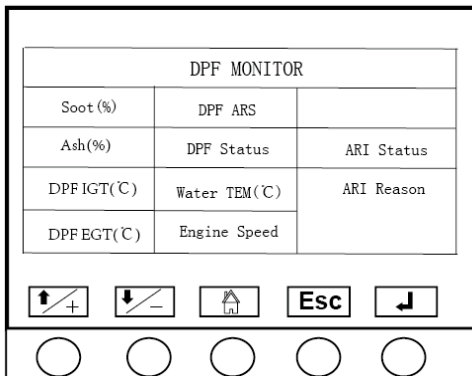 DPF MONITOR
Soot(%) DPF ARS
Ash(%) DPF Status ARI Status
DPF IGT(℃) Water TEM(℃) ARI Reason
DPF EGT(℃) Engine Speed
+ − Esc